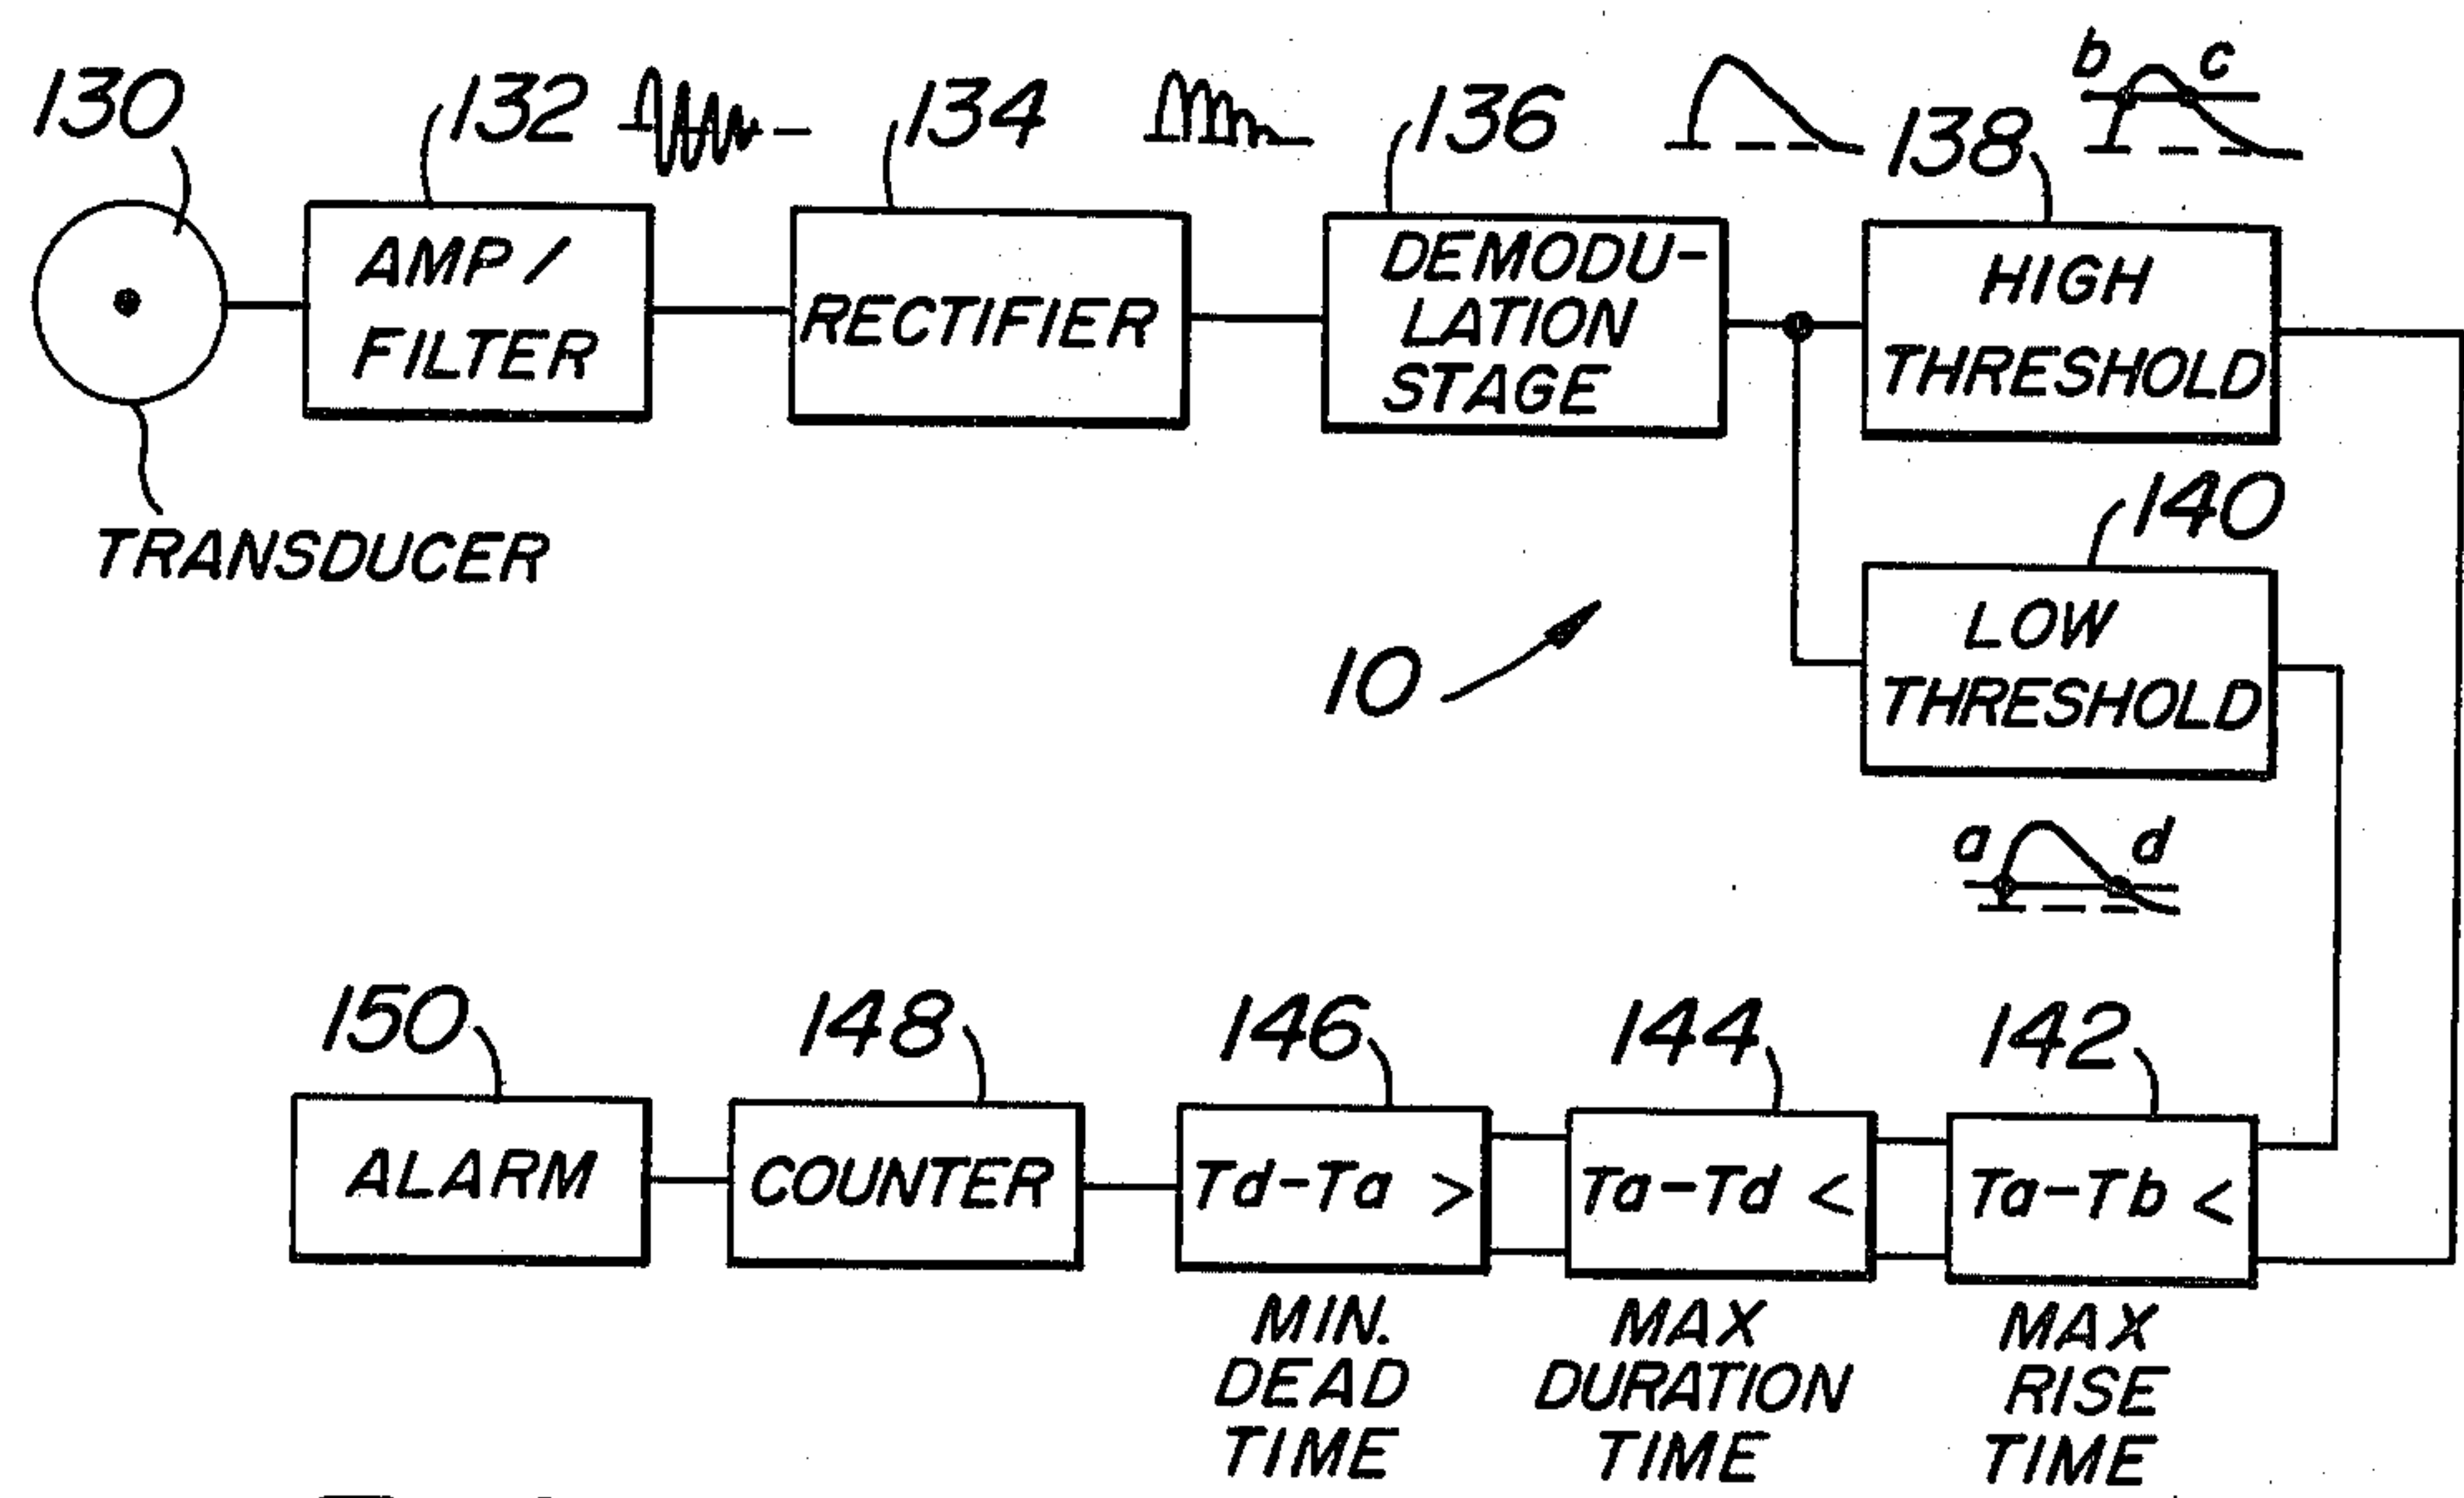 130
132
134
136
138
b c
AMP/
FILTER
RECTIFIER
DEMODU-
LATION
STAGE
HIGH
THRESHOLD
TRANSDUCER
140
LOW
THRESHOLD
10
a d
150
148
146
144
142
ALARM
COUNTER
Td-Ta >
Ta-Td <
Ta-Tb <
MIN.
DEAD
TIME
MAX
DURATION
TIME
MAX
RISE
TIME